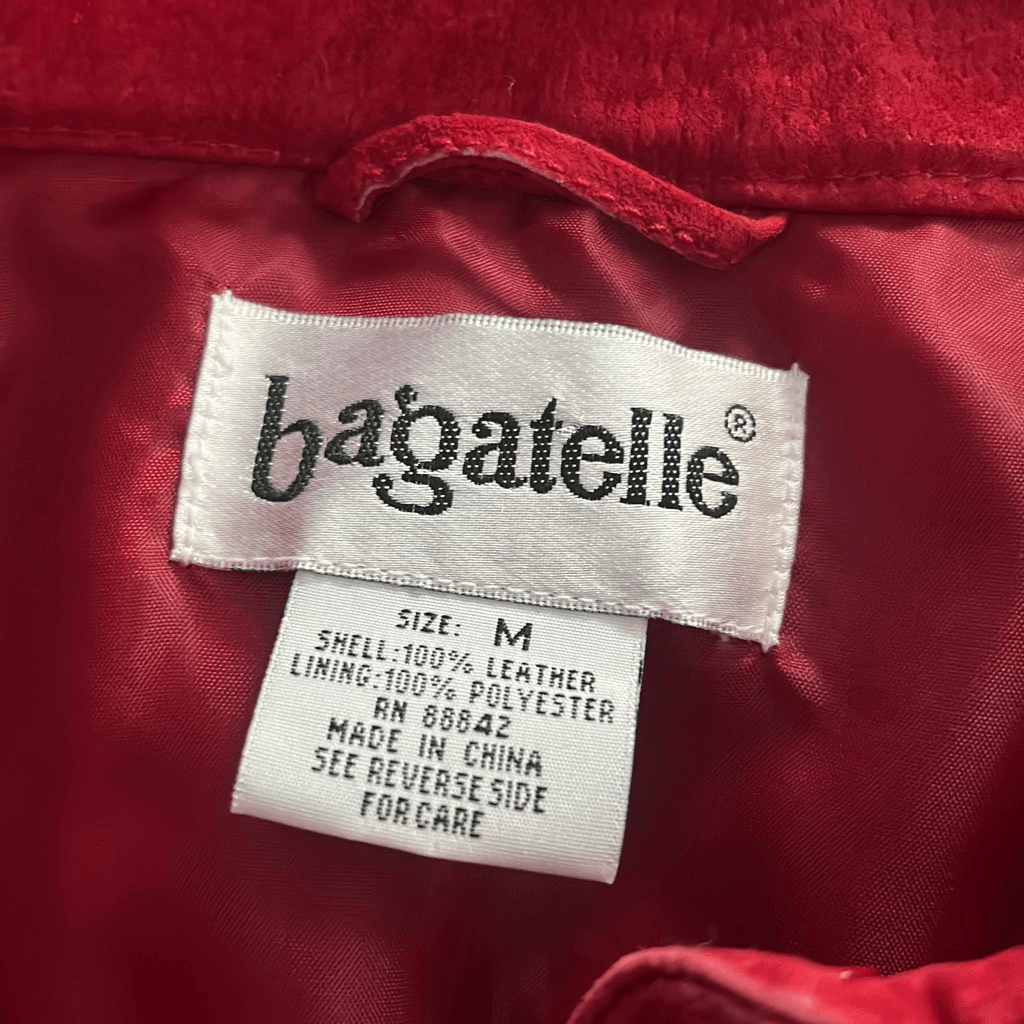 bagatelle®
SIZE: M
SHELL:100% LEATHER
LINING:100% POLYESTER
RN 88842
MADE IN CHINA
SEE REVERSE SIDE
FOR CARE